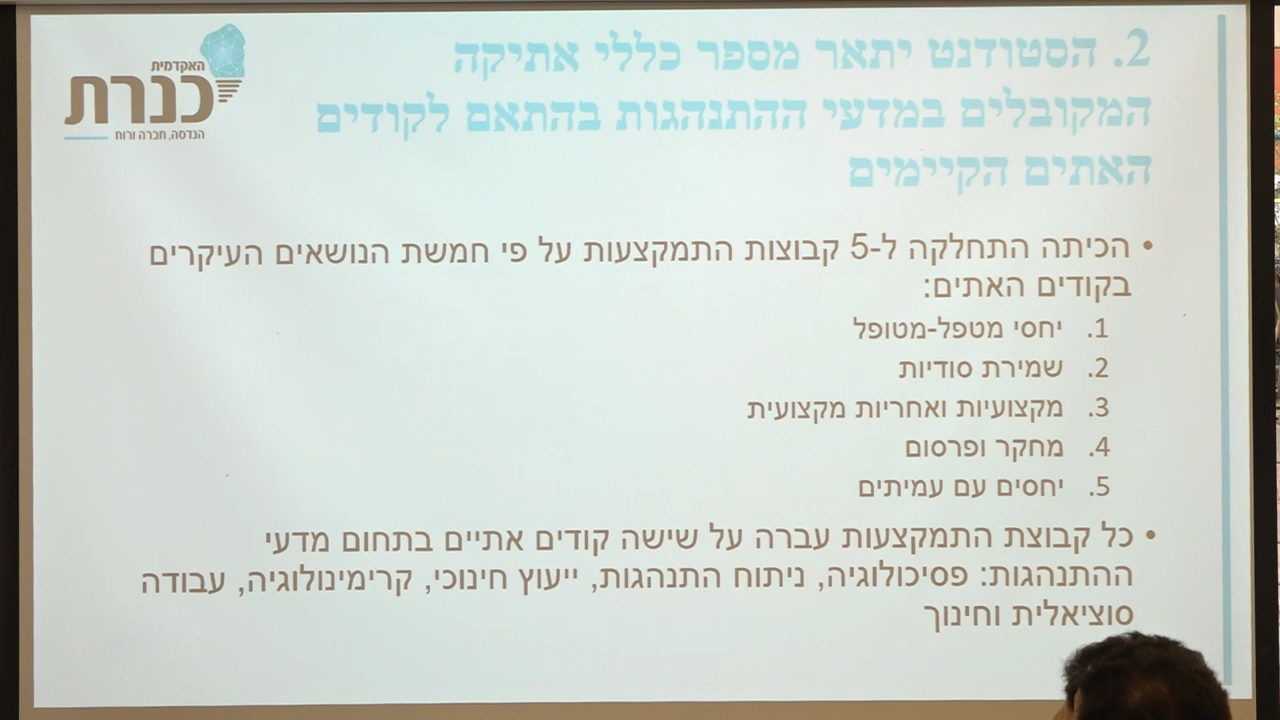 2. הסטודנט יתאר מספר כללי אתיקה
המקובלים במדעי ההתנהגות בהתאם לקודים
האתים הקיימים
האקדמית
כנרת
הנדסה, חברה ורוח
• הכיתה התחלקה ל-5 קבוצות התמקצעות על פי חמשת הנושאים העיקרים
בקודים האתים:
1. יחסי מטפל-מטופל
2. שמירת סודיות
3. מקצועיות ואחריות מקצועית
4. מחקר ופרסום
5. יחסים עם עמיתים
• כל קבוצת התמקצעות עברה על שישה קודים אתיים בתחום מדעי
ההתנהגות: פסיכולוגיה, ניתוח התנהגות, ייעוץ חינוכי, קרימינולוגיה, עבודה
סוציאלית וחינוך